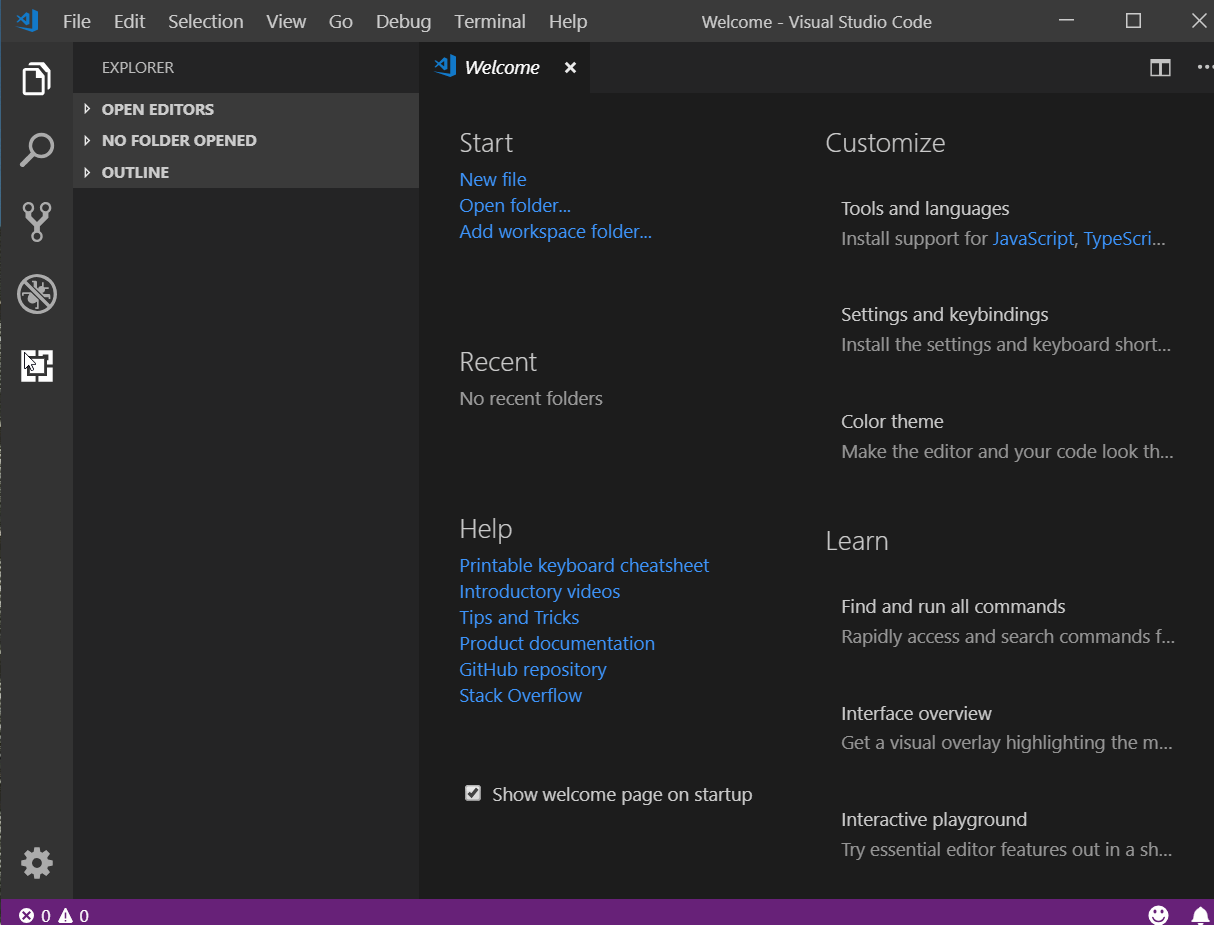 File Edit Selection View Go Debug Terminal Help Welcome - Visual Studio Code
EXPLORER
OPEN EDITORS
NO FOLDER OPENED
OUTLINE
Welcome
Start
New file
Open folder...
Add workspace folder...
Recent
No recent folders
Help
Printable keyboard cheatsheet
Introductory videos
Tips and Tricks
Product documentation
GitHub repository
Stack Overflow
Show welcome page on startup
Customize
Tools and languages
Install support for JavaScript, TypeScri...
Settings and keybindings
Install the settings and keyboard short...
Color theme
Make the editor and your code look th...
Learn
Find and run all commands
Rapidly access and search commands f...
Interface overview
Get a visual overlay highlighting the m...
Interactive playground
Try essential editor features out in a sh...
0 0